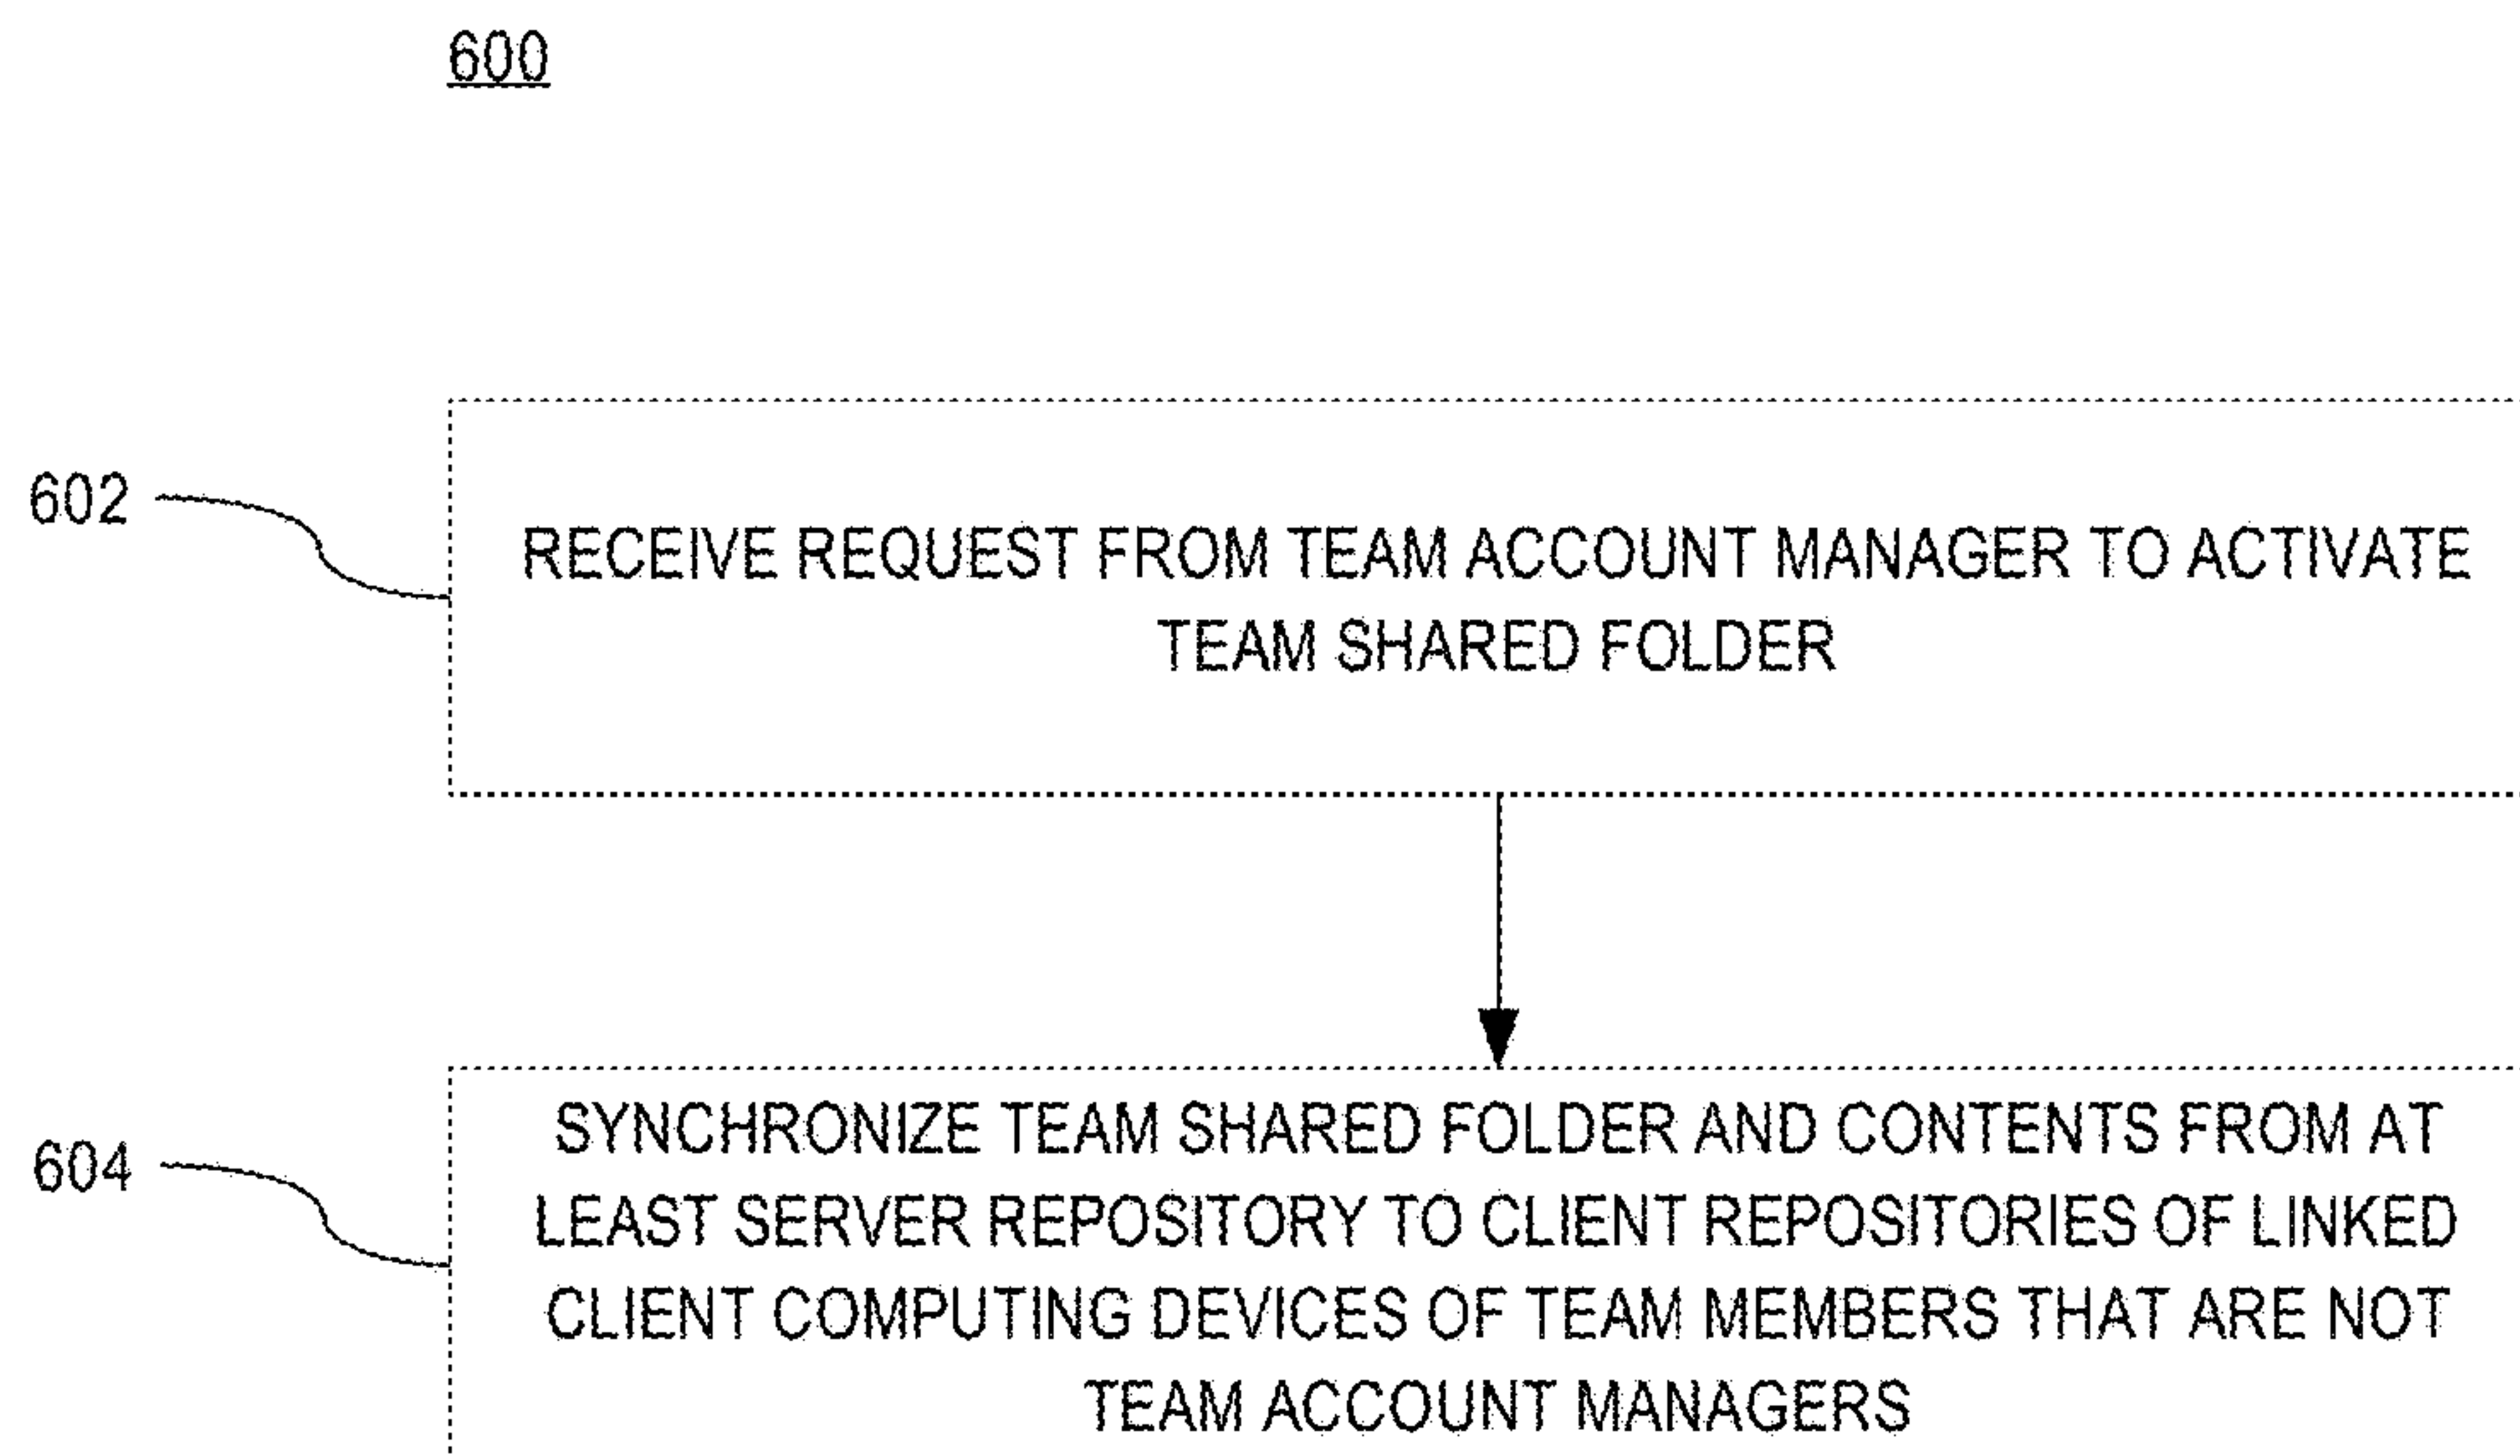 600
602
RECEIVE REQUEST FROM TEAM ACCOUNT MANAGER TO ACTIVATE
TEAM SHARED FOLDER
604
SYNCHRONIZE TEAM SHARED FOLDER AND CONTENTS FROM AT
LEAST SERVER REPOSITORY TO CLIENT REPOSITORIES OF LINKED
CLIENT COMPUTING DEVICES OF TEAM MEMBERS THAT ARE NOT
TEAM ACCOUNT MANAGERS